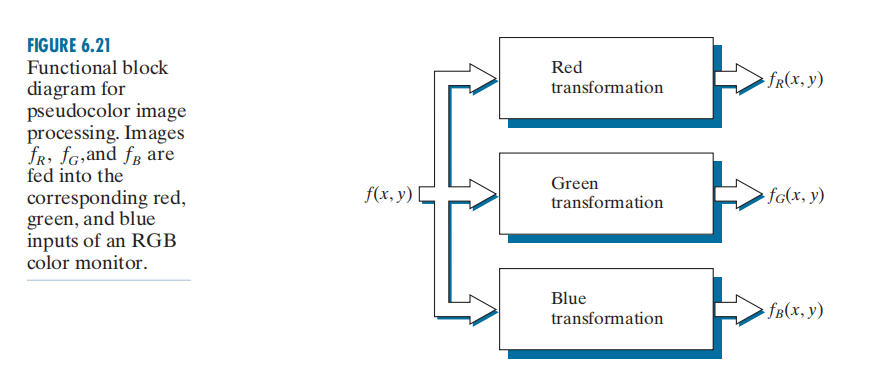 FIGURE 6.21
Functional block
diagram for
pseudocolor image
processing. Images
fR, fG,and fB are
fed into the
corresponding red,
green, and blue
inputs of an RGB
color monitor.
f(x, y)
Red
transformation
fR(x, y)
Green
transformation
fG(x, y)
Blue
transformation
fB(x, y)